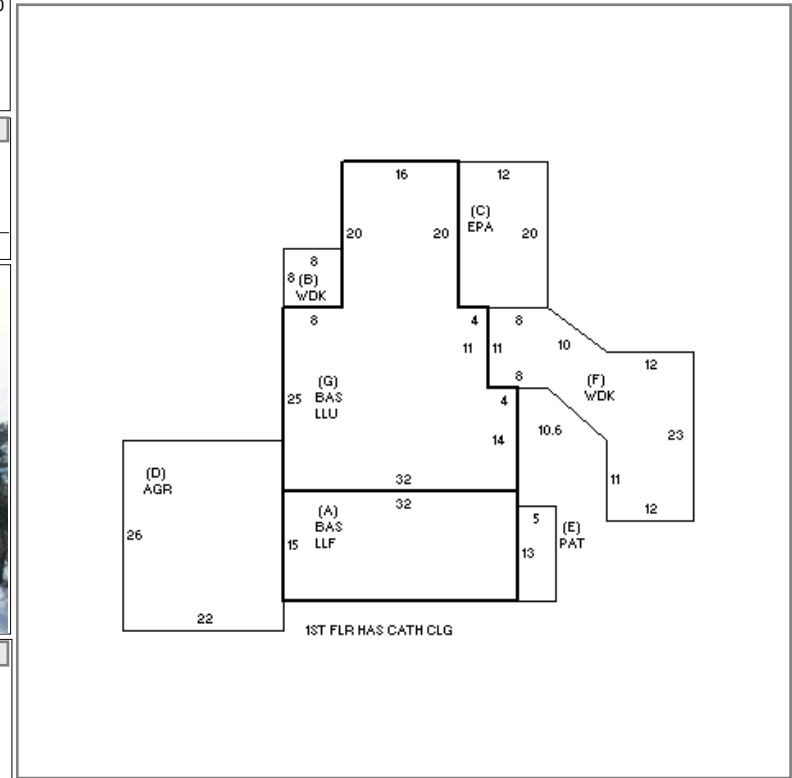 16
12
(C)
EPA
20
20
20
8
8 (B)
WDK
8
4
8
11
11
10
12
8
(F)
WDK
(G)
BAS
LLU
25
4
14
10.6
23
(D)
AGR
11
32
32
12
(A)
BAS
LLF
5
(E)
PAT
26
15
13
22
1ST FLR HAS CATH CLG